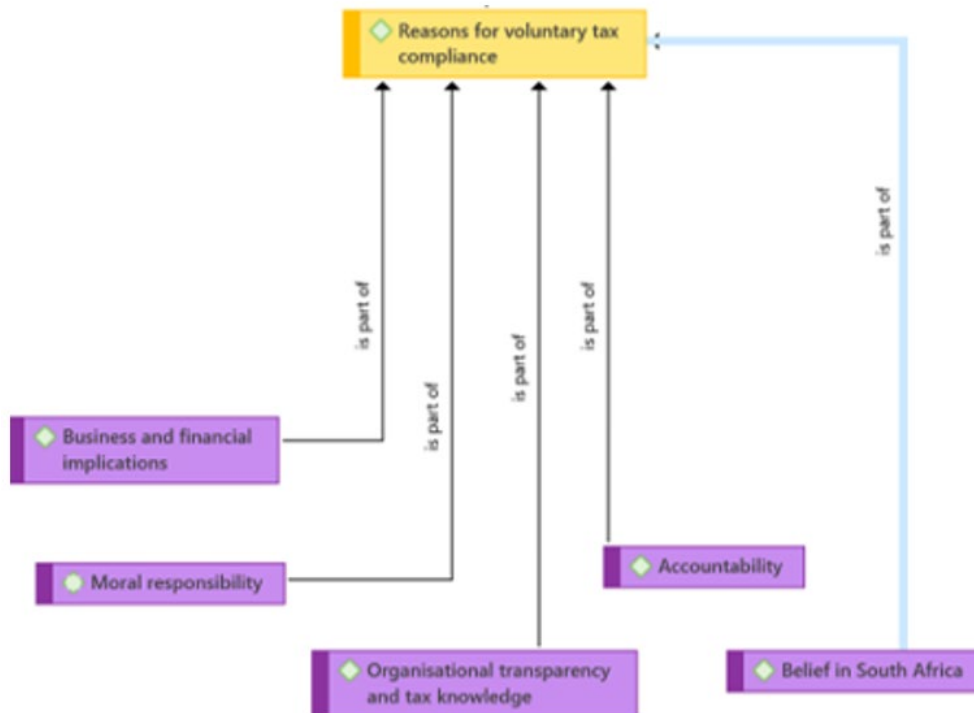 Reasons for voluntary tax
compliance
is part of
is part of
is part of
is part of
is part of
Business and financial
implications
Moral responsibility
Accountability
Organisational transparency
and tax knowledge
Belief in South Africa